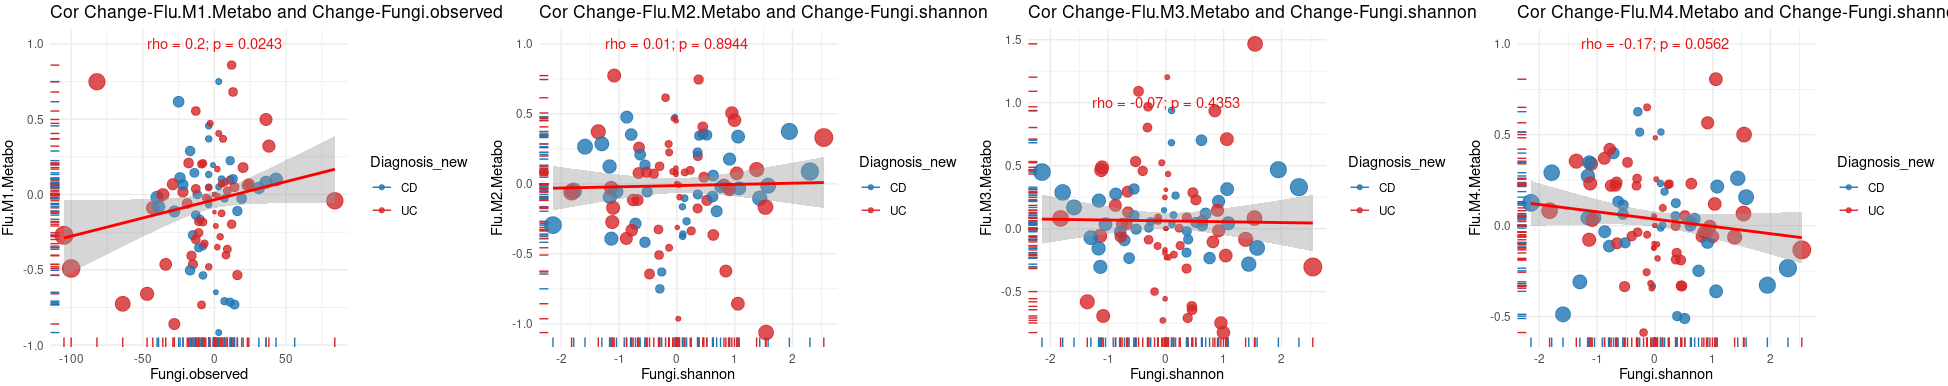 Cor Change-Flu.M1.Metabo and Change-Fungi.observed
rho = 0.2; p = 0.0243
Flu.M1.Metabo
1.0
0.5
0.0
-0.5
-1.0
-100
-50
0
50
Fungi.observed
Diagnosis_new
CD
UC
Cor Change-Flu.M2.Metabo and Change-Fungi.shannon
rho = 0.01; p = 0.8944
Flu.M2.Metabo
1.0
0.5
0.0
-0.5
-1.0
-2
-1
0
1
2
Fungi.shannon
Diagnosis_new
CD
UC
Cor Change-Flu.M3.Metabo and Change-Fungi.shannon
rho = -0.07; p = 0.4353
Flu.M3.Metabo
1.5
1.0
0.5
0.0
-0.5
-2
-1
0
1
2
Fungi.shannon
Diagnosis_new
CD
UC
Cor Change-Flu.M4.Metabo and Change-Fungi.shann
rho = -0.17; p = 0.0562
Flu.M4.Metabo
1.0
0.5
0.0
-0.5
-2
-1
0
1
2
Fungi.shannon
Diagnosis_new
CD
UC